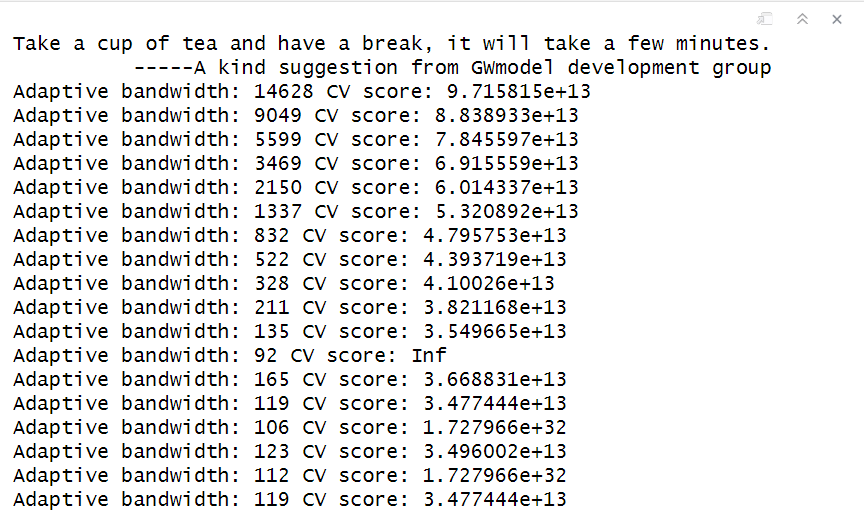 Take a cup of tea and have a break, it will take a few minutes.
-----A kind suggestion from GWmodel development group
Adaptive bandwidth: 14628 CV score: 9.715815e+13
Adaptive bandwidth: 9049 CV score: 8.838933e+13
Adaptive bandwidth: 5599 CV score: 7.845597e+13
Adaptive bandwidth: 3469 CV score: 6.915559e+13
Adaptive bandwidth: 2150 CV score: 6.014337e+13
Adaptive bandwidth: 1337 CV score: 5.320892e+13
Adaptive bandwidth: 832 CV score: 4.795753e+13
Adaptive bandwidth: 522 CV score: 4.393719e+13
Adaptive bandwidth: 328 CV score: 4.10026e+13
Adaptive bandwidth: 211 CV score: 3.821168e+13
Adaptive bandwidth: 135 CV score: 3.549665e+13
Adaptive bandwidth: 92 CV score: Inf
Adaptive bandwidth: 165 CV score: 3.668831e+13
Adaptive bandwidth: 119 CV score: 3.477444e+13
Adaptive bandwidth: 106 CV score: 1.727966e+32
Adaptive bandwidth: 123 CV score: 3.496002e+13
Adaptive bandwidth: 112 CV score: 1.727966e+32
Adaptive bandwidth: 119 CV score: 3.477444e+13